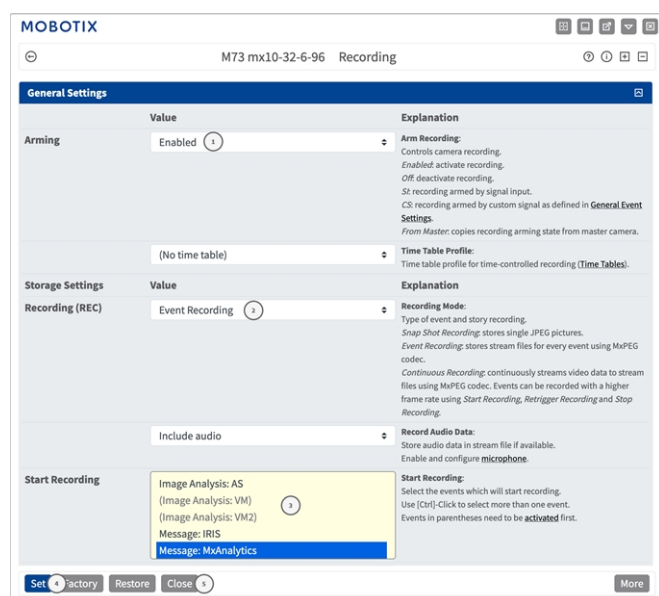 MOBOTIX
M73 mx10-32-6-96 Recording
General Settings
Value Explanation
Arming
Enabled 1
Arm Recording:
Controls camera recording.
Enabled: activate recording.
Off: deactivate recording.
SI: recording armed by signal input.
CS: recording armed by custom signal as defined in General Event
Settings.
From Master: copies recording arming state from master camera.
(No time table)
Time Table Profile:
Time table profile for time-controlled recording (Time Tables).
Storage Settings Value Explanation
Recording (REC)
Event Recording 2
Recording Mode:
Type of event and story recording.
Snap Shot Recording: stores single JPEG pictures.
Event Recording: stores stream files for every event using MxPEG
codec.
Continuous Recording: continuously streams video data to stream
files using MxPEG codec. Events can be recorded with a higher
frame rate using Start Recording, Retrigger Recording and Stop
Recording.
Include audio
Record Audio Data:
Store audio data in stream file if available.
Enable and configure microphone.
Start Recording
Image Analysis: AS
(Image Analysis: VM)
(Image Analysis: VM2)
Message: IRIS
Message: MxAnalytics
3
Start Recording:
Select the events which will start recording.
Use [Ctrl]-Click to select more than one event.
Events in parentheses need to be activated first.
Set 4 Factory Restore Close 5 More